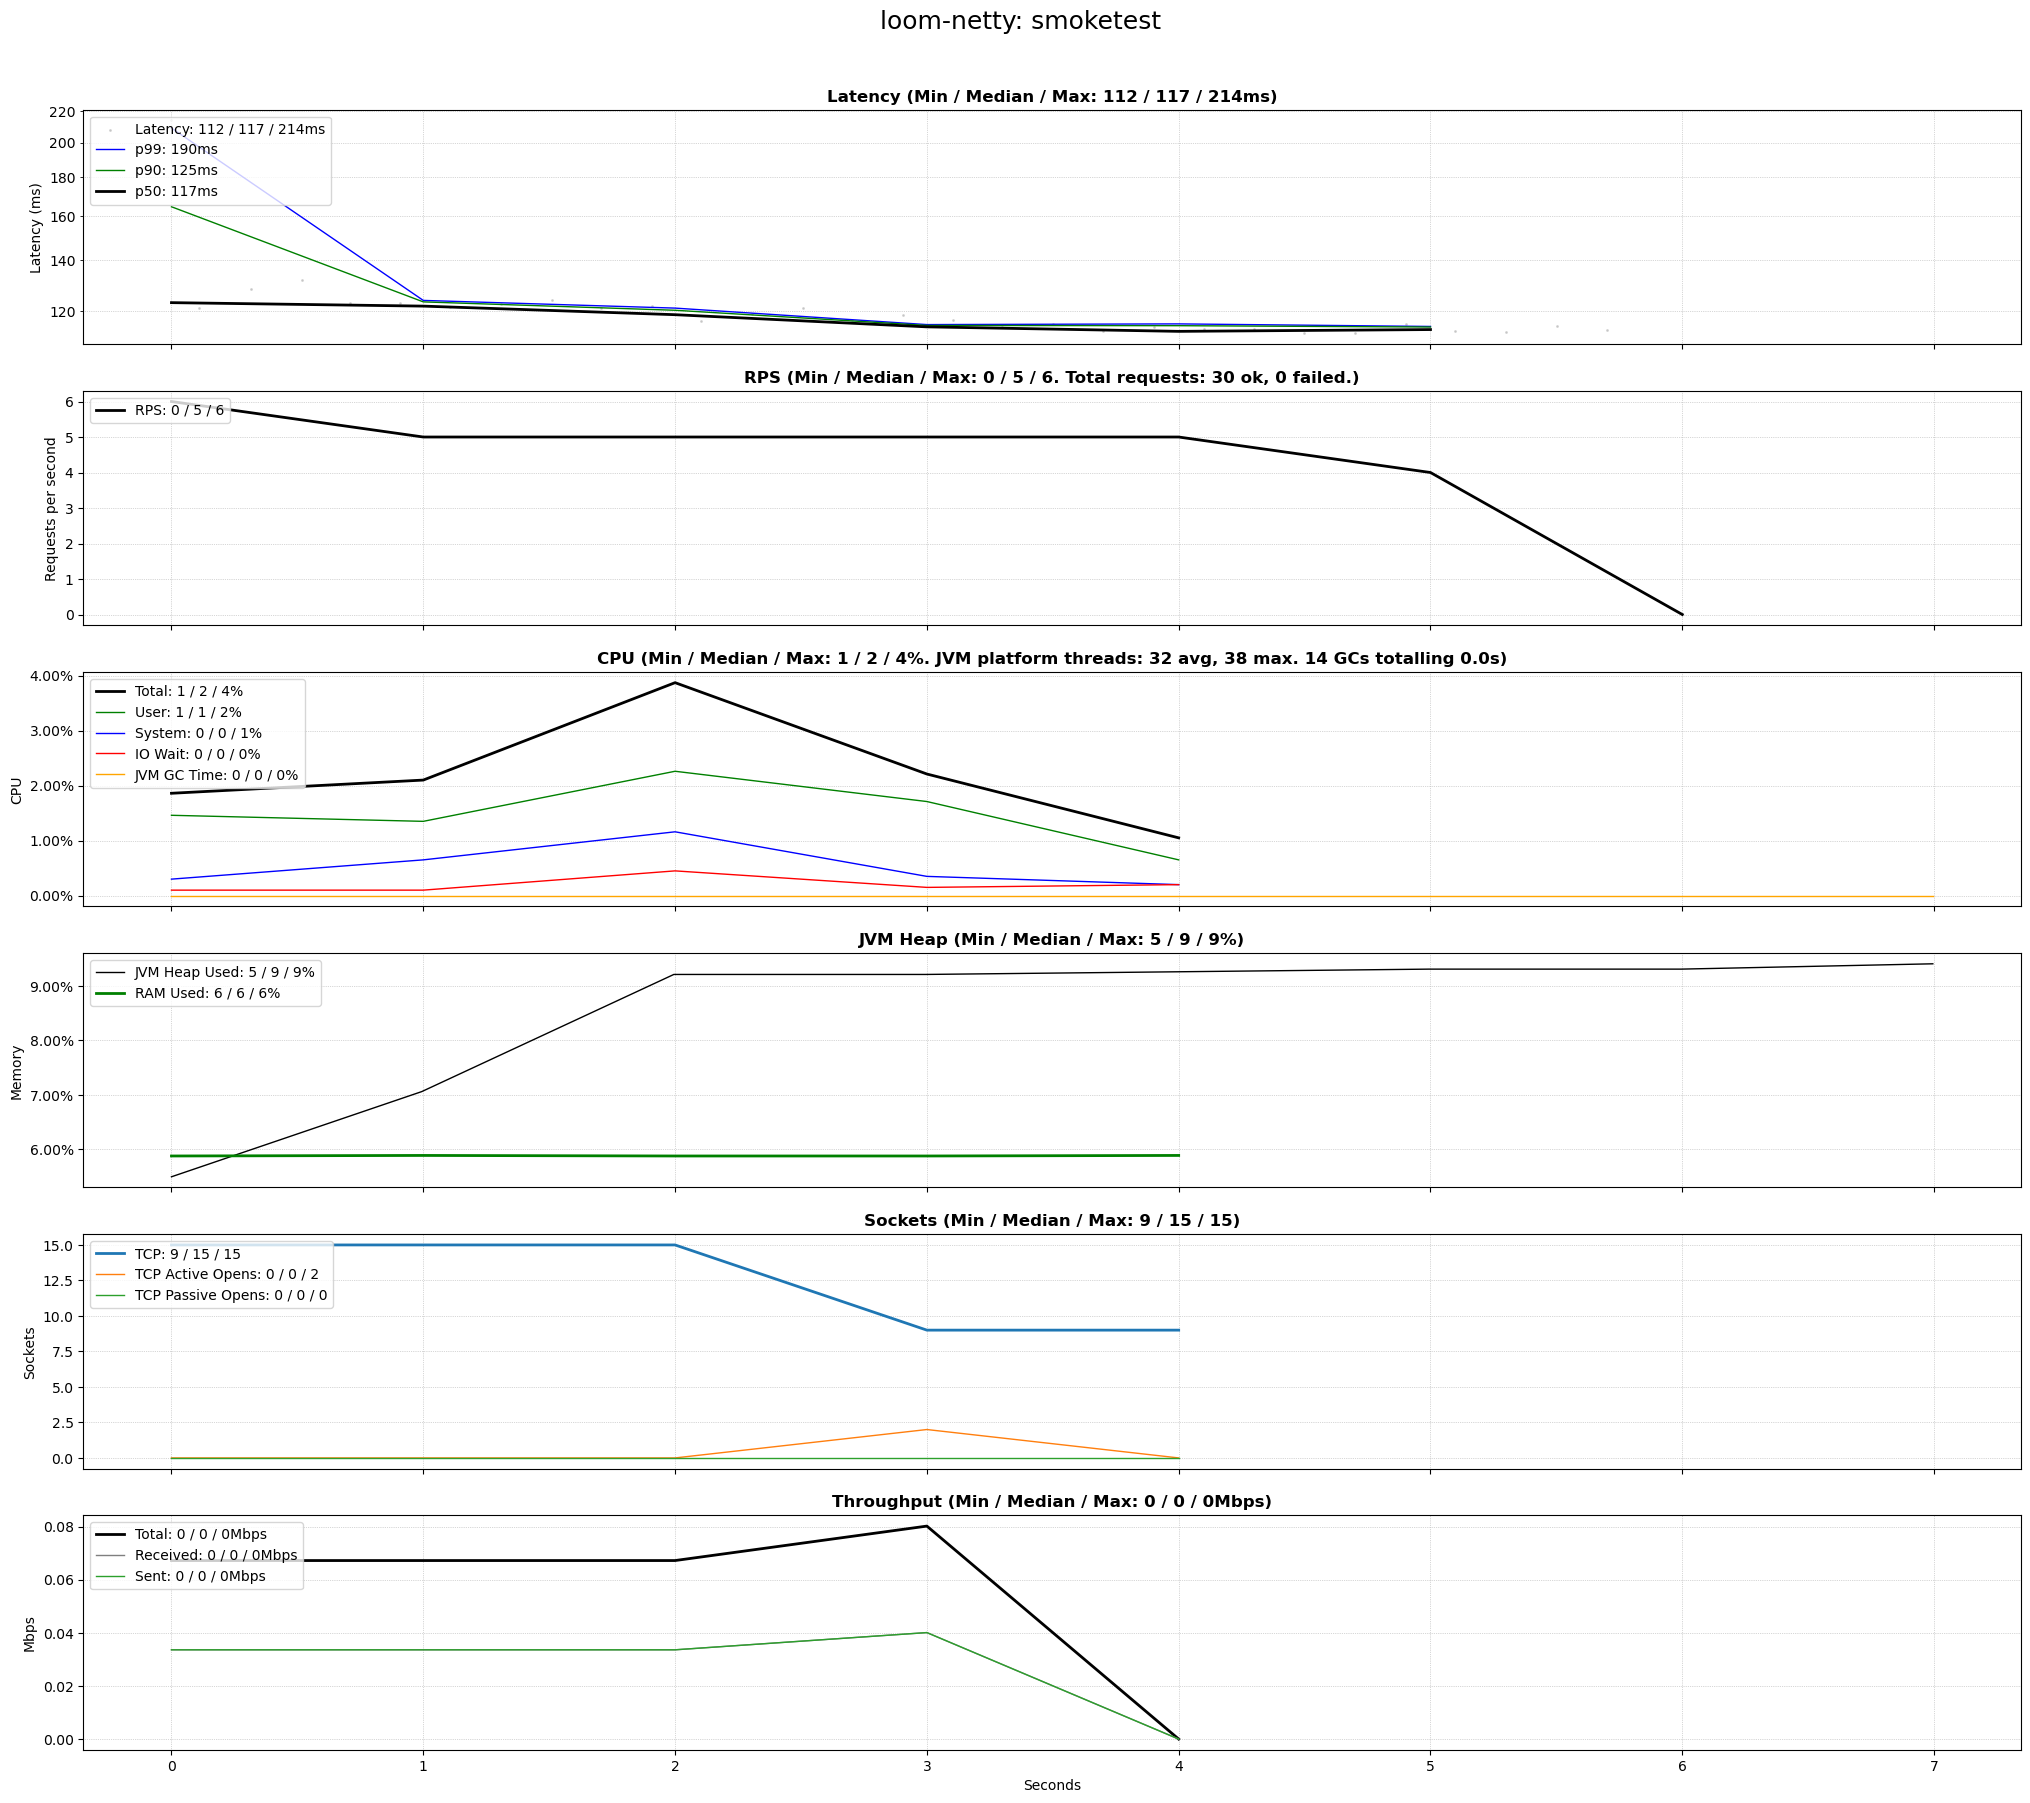 loom-netty: smoketest
Latency (Min / Median / Max: 112 / 117 / 214ms)
220
200
180
160
140
120
Latency (ms)
Latency: 112 / 117 / 214ms
p99: 190ms
p90: 125ms
p50: 117ms
RPS (Min / Median / Max: 0 / 5 / 6. Total requests: 30 ok, 0 failed.)
6
5
4
3
2
1
0
Requests per second
RPS: 0 / 5 / 6
CPU (Min / Median / Max: 1 / 2 / 4%. JVM platform threads: 32 avg, 38 max. 14 GCs totalling 0.0s)
4.00%
3.00%
2.00%
1.00%
0.00%
CPU
Total: 1 / 2 / 4%
User: 1 / 1 / 2%
System: 0 / 0 / 1%
IO Wait: 0 / 0 / 0%
JVM GC Time: 0 / 0 / 0%
JVM Heap (Min / Median / Max: 5 / 9 / 9%)
9.00%
8.00%
7.00%
6.00%
Memory
JVM Heap Used: 5 / 9 / 9%
RAM Used: 6 / 6 / 6%
Sockets (Min / Median / Max: 9 / 15 / 15)
15.0
12.5
10.0
7.5
5.0
2.5
0.0
Sockets
TCP: 9 / 15 / 15
TCP Active Opens: 0 / 0 / 2
TCP Passive Opens: 0 / 0 / 0
Throughput (Min / Median / Max: 0 / 0 / 0Mbps)
0.08
0.06
0.04
0.02
0.00
Mbps
Total: 0 / 0 / 0Mbps
Received: 0 / 0 / 0Mbps
Sent: 0 / 0 / 0Mbps
0 1 2 3 4 5 6 7
Seconds